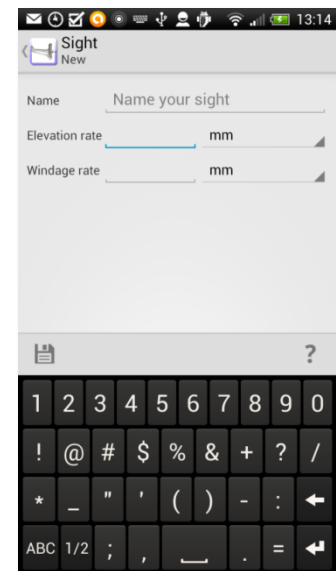 13:14
Sight
New
Name Name your sight
Elevation rate mm
Windage rate mm
?
1 2 3 4 5 6 7 8 9 0
! @ # $ % & + ? /
* _ " ' ( ) - :
ABC 1/2 ; , . =